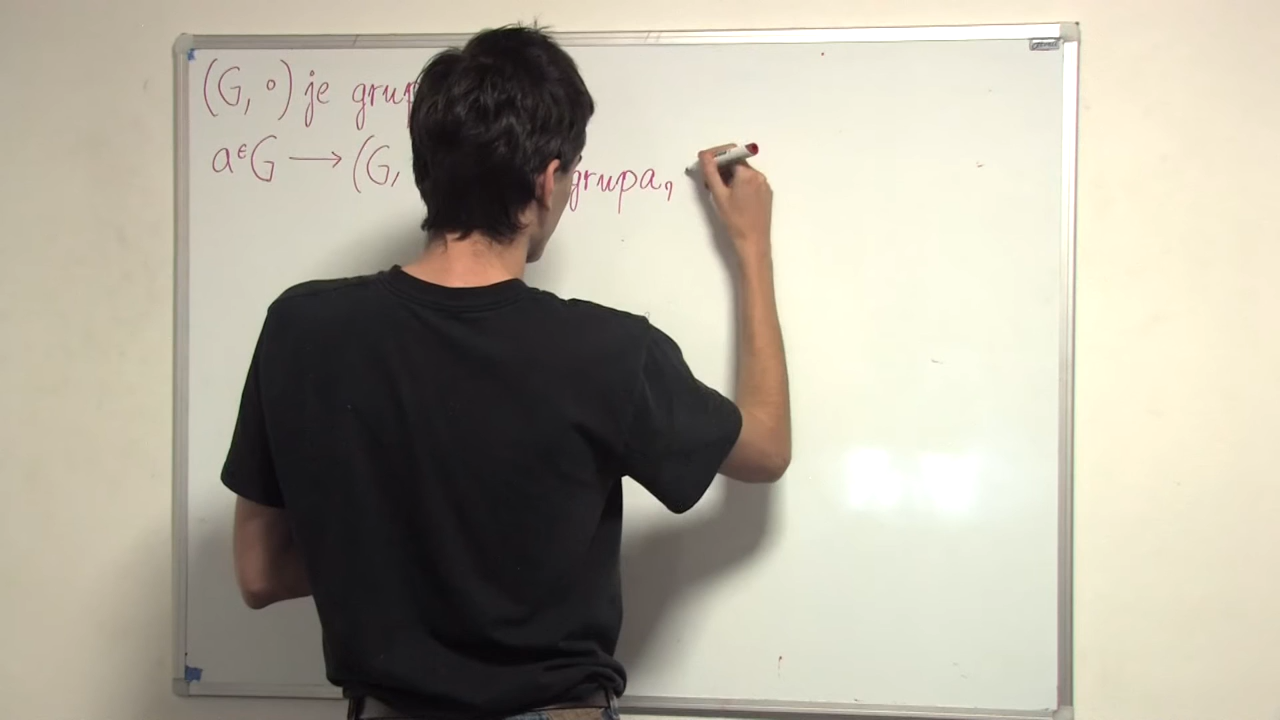 (G, ∘) je grup
a∈G → (G, grupa,